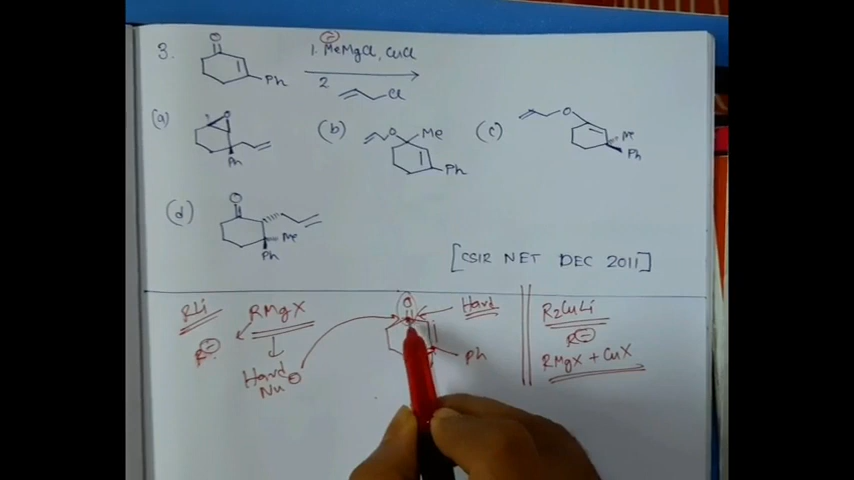 3.
O
Ph
1. MeMgCl, CuCl
2
Cl
⊖
(a)
O
Ph
(b)
O
Me
Ph
(c)
O
Me
Ph
(d)
O
Me
Ph
[CSIR NET DEC 2011]
RLi
RMgX
R⊖
Hard
Nu⊖
O
Ph
Hard
R₂CuLi
R⊖
RMgX + CuX